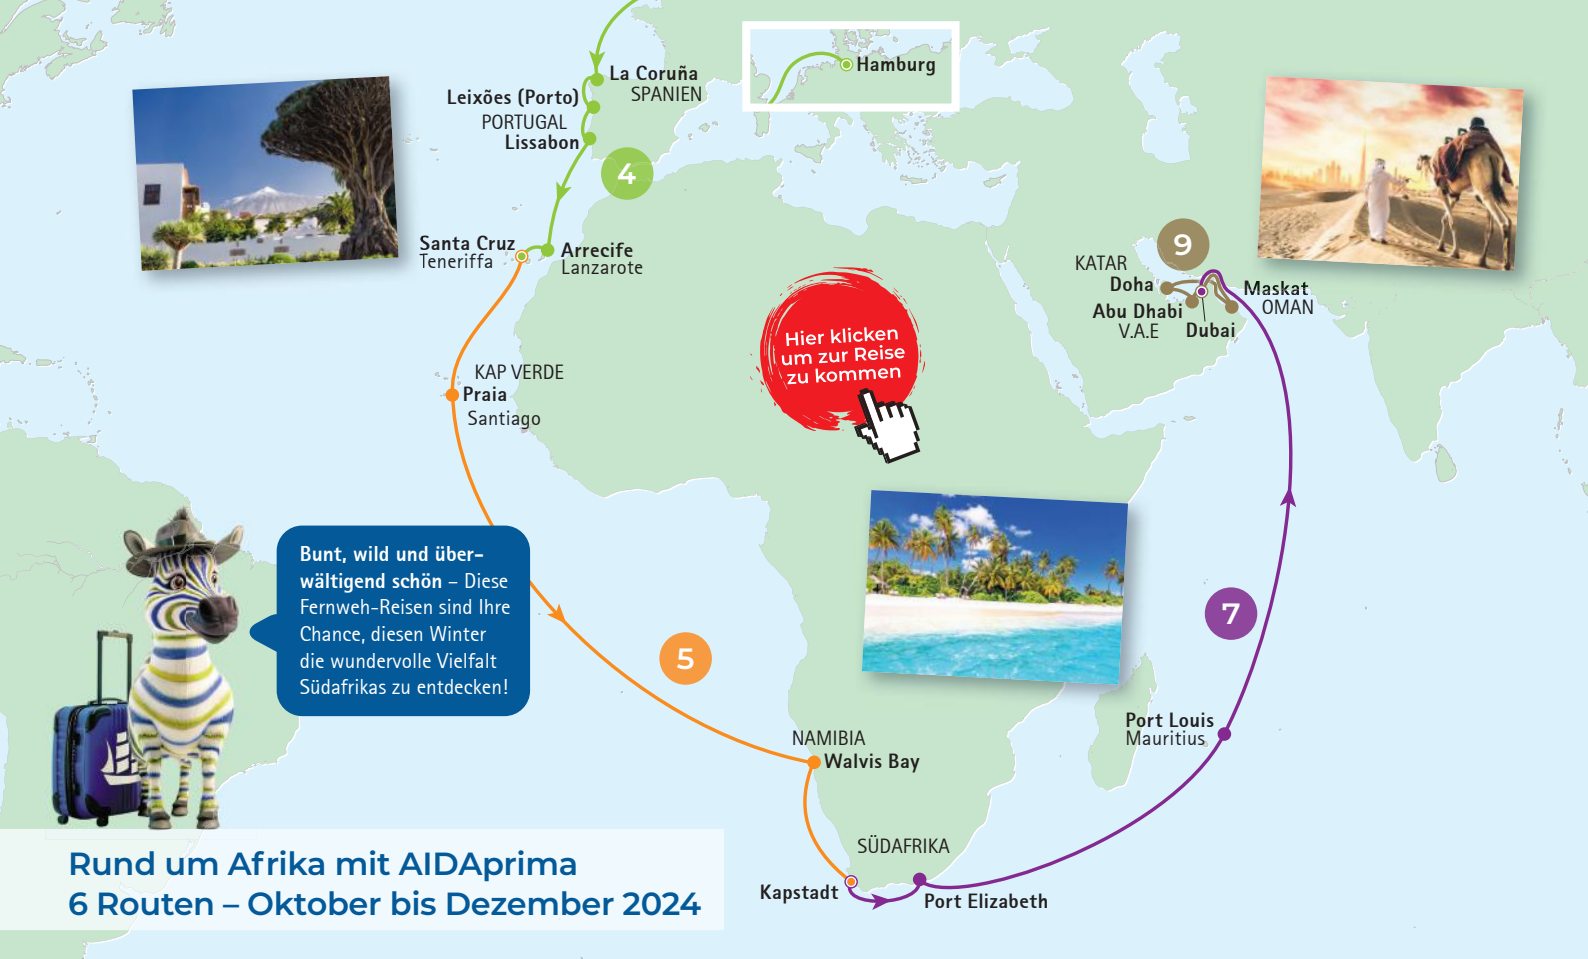 Hamburg
La Coruña
SPANIEN
Leixões (Porto)
PORTUGAL
Lissabon
4
Santa Cruz
Teneriffa
Arrecife
Lanzarote
9
KATAR
Doha
Abu Dhabi
V.A.E
Dubai
Maskat
OMAN
Hier klicken
um zur Reise
zu kommen
KAP VERDE
Praia
Santiago
Bunt, wild und über-
wältigend schön – Diese
Fernweh-Reisen sind Ihre
Chance, diesen Winter
die wundervolle Vielfalt
Südafrikas zu entdecken!
5
7
Port Louis
Mauritius
NAMIBIA
Walvis Bay
SÜDAFRIKA
Kapstadt
Port Elizabeth
Rund um Afrika mit AIDAprima
6 Routen – Oktober bis Dezember 2024